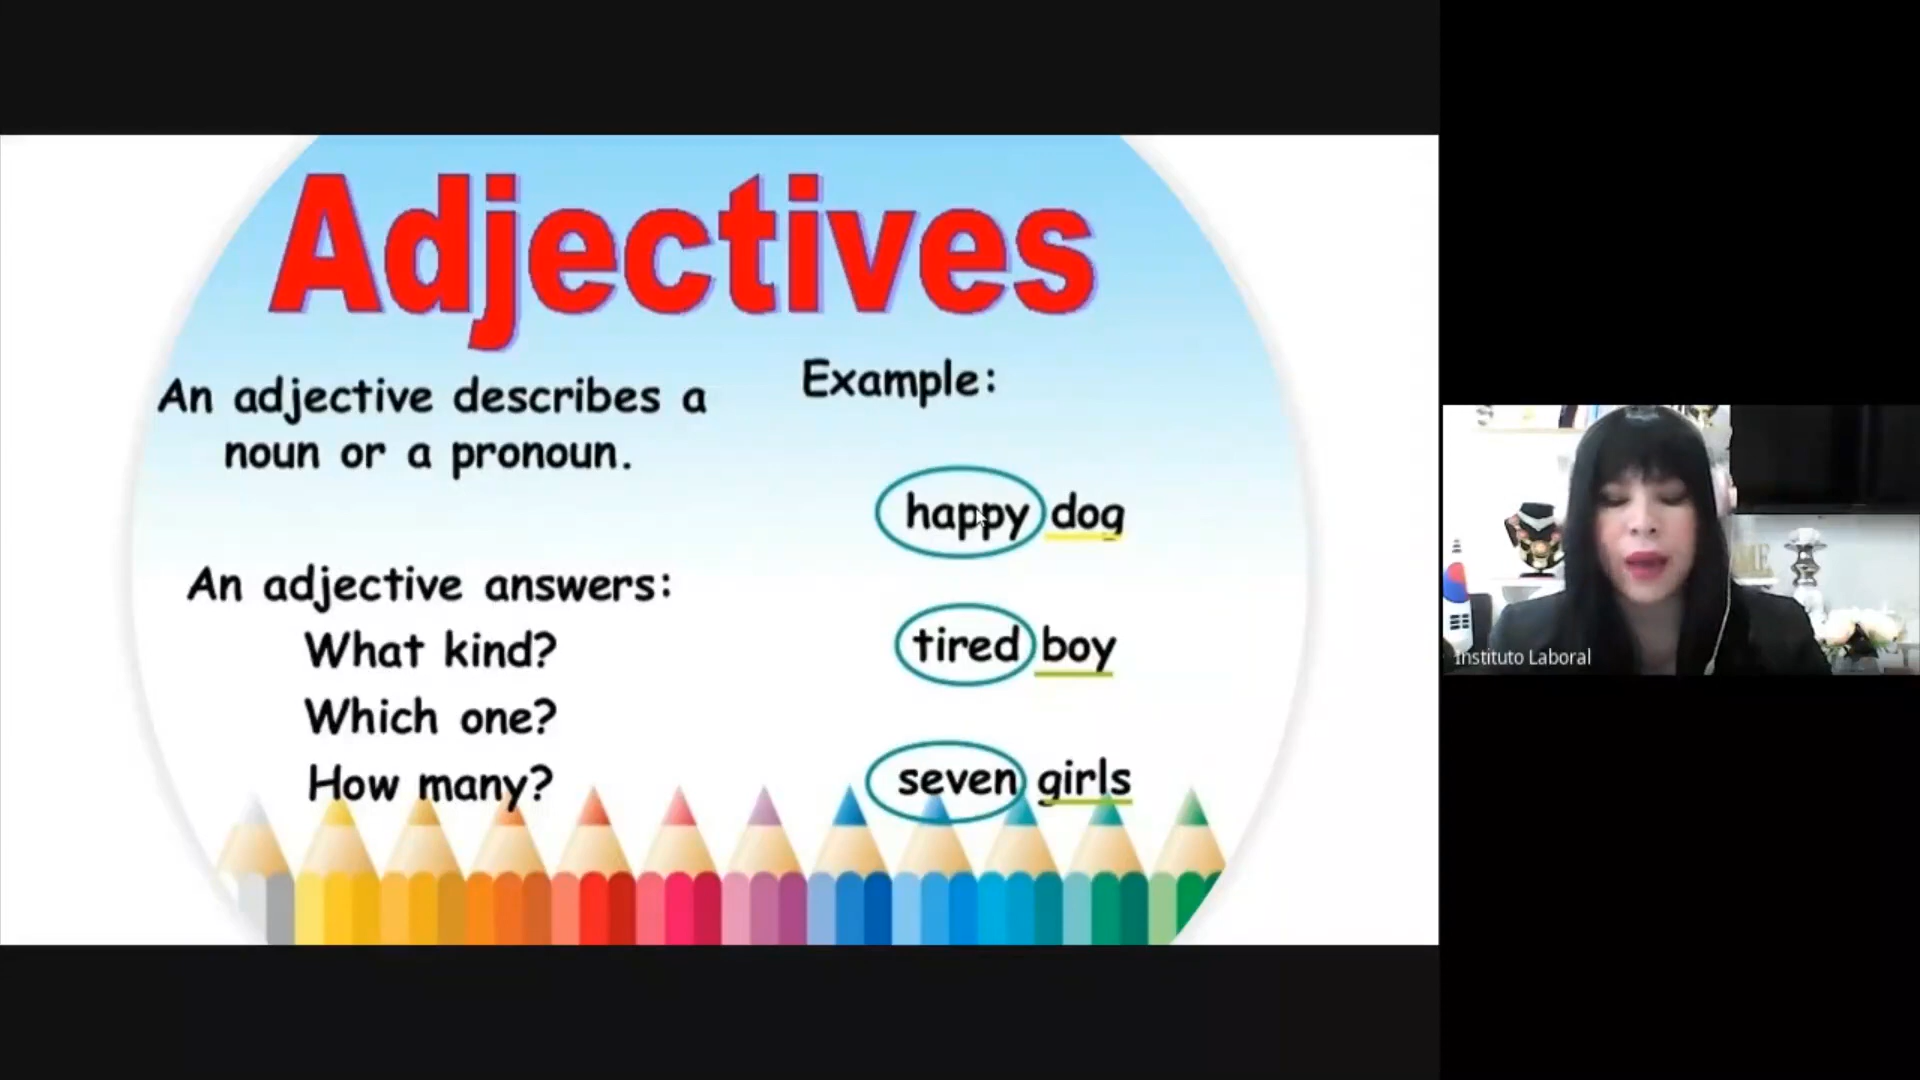 Adjectives
An adjective describes a
noun or a pronoun.
An adjective answers:
What kind?
Which one?
How many?
Example:
happy dog
tired boy
seven girls
Instituto Laboral